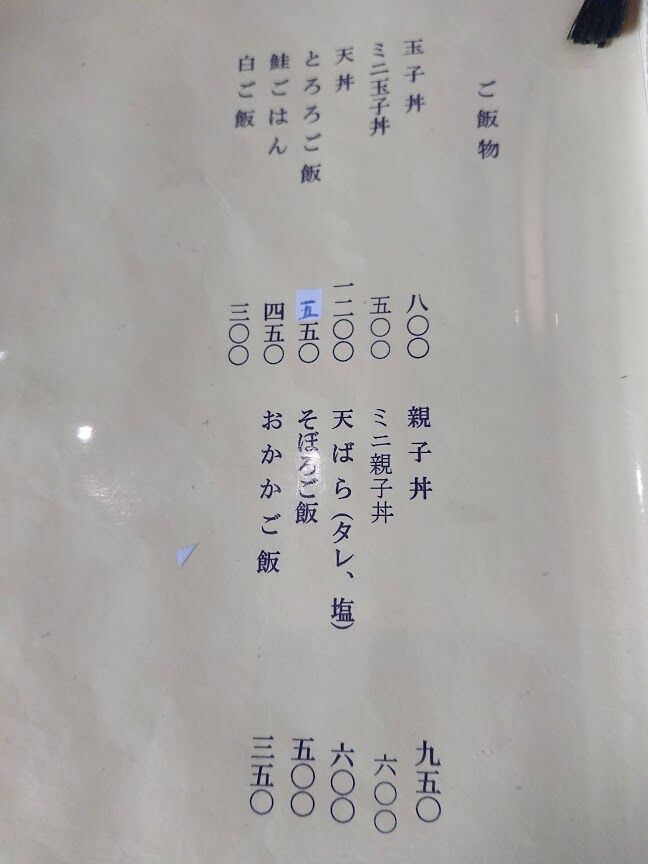 ご飯物
玉子丼 八〇〇
親子丼 九五〇
ミニ玉子丼 五〇〇
ミニ親子丼 六〇〇
天丼 一二〇〇
天ばら(タレ、塩) 六〇〇
とろろご飯 五五〇
そぼろご飯 五〇〇
鮭ごはん 四五〇
おかかご飯 三五〇
白ご飯 三〇〇